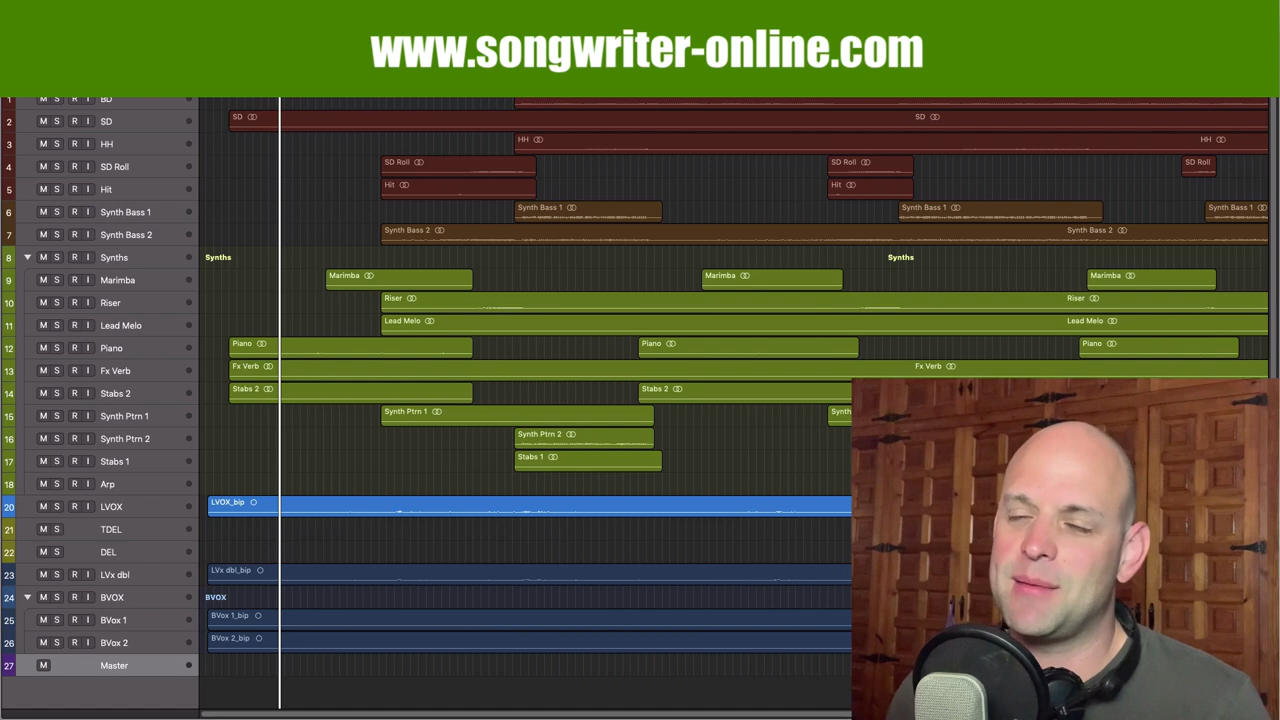 www.songwriter-online.com
1 M S R I BD
2 M S R I SD SD SD
3 M S R I HH HH HH
4 M S R I SD Roll SD Roll SD Roll SD Roll
5 M S R I Hit Hit Hit
6 M S R I Synth Bass 1 Synth Bass 1 Synth Bass 1 Synth Bass 1
7 M S R I Synth Bass 2 Synth Bass 2 Synth Bass 2
8 M S R I Synths Synths Synths
9 M S R I Marimba Marimba Marimba Marimba
10 M S R I Riser Riser Riser
11 M S R I Lead Melo Lead Melo Lead Melo
12 M S R I Piano Piano Piano Piano
13 M S R I Fx Verb Fx Verb Fx Verb
14 M S R I Stabs 2 Stabs 2 Stabs 2
15 M S R I Synth Ptrn 1 Synth Ptrn 1 Synth
16 M S R I Synth Ptrn 2 Synth Ptrn 2
17 M S R I Stabs 1 Stabs 1
18 M S R I Arp
20 M S R I LVOX LVOX_bip
21 M S TDEL
22 M S DEL
23 M S R I LVx dbl LVx dbl_bip
24 M S R I BVOX BVOX
25 M S R I BVox 1 BVox 1_bip
26 M S R I BVox 2 BVox 2_bip
27 M Master